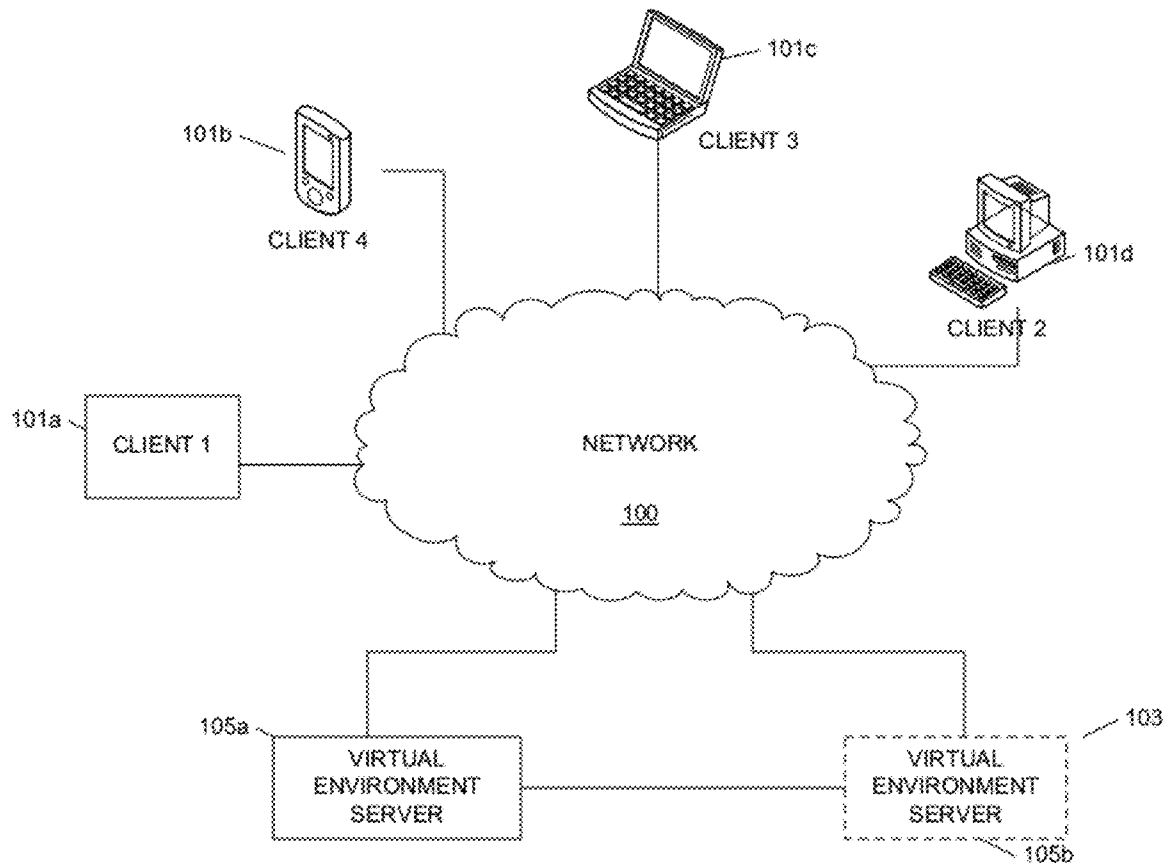 101c
CLIENT 3
101b
CLIENT 4
101d
CLIENT 2
101a
CLIENT 1
NETWORK
100
105a
VIRTUAL
ENVIRONMENT
SERVER
103
VIRTUAL
ENVIRONMENT
SERVER
105b